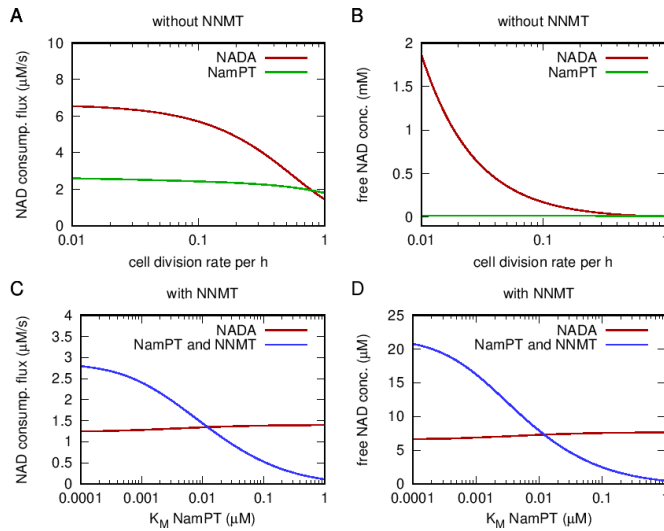 A
without NNMT
NADA
NamPT
NAD consump. flux (μM/s)
10
8
6
4
2
0
0.01
0.1
1
cell division rate per h
B
without NNMT
NADA
NamPT
free NAD conc. (mM)
2
1.5
1
0.5
0
0.01
0.1
1
cell division rate per h
C
with NNMT
NADA
NamPT and NNMT
NAD consump. flux (μM/s)
4
3.5
3
2.5
2
1.5
1
0.5
0
0.0001
0.001
0.01
0.1
1
KM NamPT (μM)
D
with NNMT
NADA
NamPT and NNMT
free NAD conc. (μM)
25
20
15
10
5
0
0.0001
0.001
0.01
0.1
1
KM NamPT (μM)